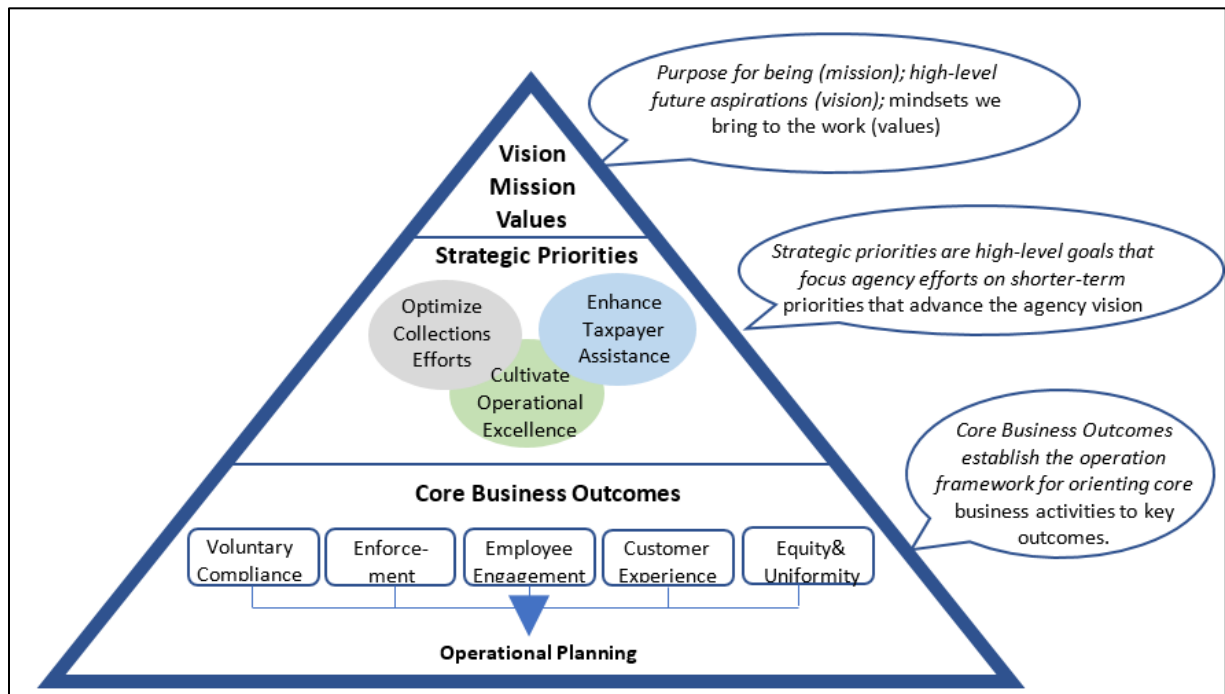 Purpose for being (mission); high-level
future aspirations (vision); mindsets we
bring to the work (values)
Vision
Mission
Values
Strategic Priorities
Strategic priorities are high-level goals that
focus agency efforts on shorter-term
priorities that advance the agency vision
Optimize
Collections
Efforts
Enhance
Taxpayer
Assistance
Cultivate
Operational
Excellence
Core Business Outcomes
establish the operation
framework for orienting core
business activities to key
outcomes.
Core Business Outcomes
Voluntary
Compliance
Enforce-
ment
Employee
Engagement
Customer
Experience
Equity&
Uniformity
Operational Planning